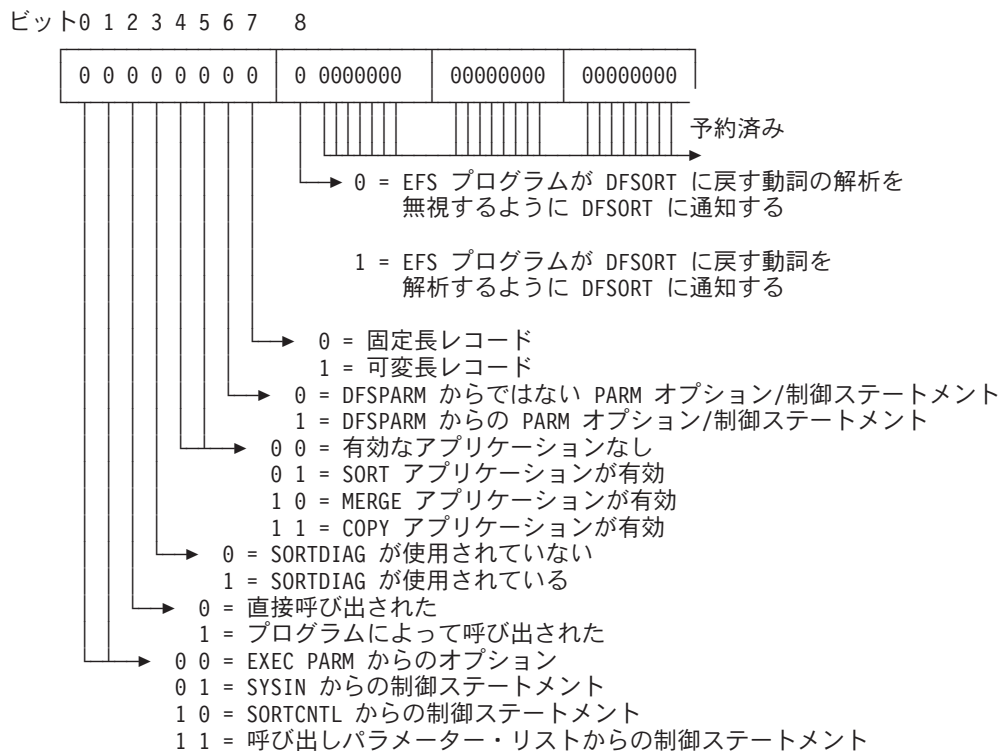 ビット0 1 2 3 4 5 6 7 8
0 0 0 0 0 0 0 0 0 0000000 00000000 00000000
予約済み
0 = EFS プログラムが DFSORT に戻す動詞の解析を
無視するように DFSORT に通知する
1 = EFS プログラムが DFSORT に戻す動詞を
解析するように DFSORT に通知する
0 = 固定長レコード
1 = 可変長レコード
0 = DFSPARM からではない PARM オプション/制御ステートメント
1 = DFSPARM からの PARM オプション/制御ステートメント
0 0 = 有効なアプリケーションなし
0 1 = SORT アプリケーションが有効
1 0 = MERGE アプリケーションが有効
1 1 = COPY アプリケーションが有効
0 = SORTDIAG が使用されていない
1 = SORTDIAG が使用されている
0 = 直接呼び出された
1 = プログラムによって呼び出された
0 0 = EXEC PARM からのオプション
0 1 = SYSIN からの制御ステートメント
1 0 = SORTCNTL からの制御ステートメント
1 1 = 呼び出しパラメーター・リストからの制御ステートメント